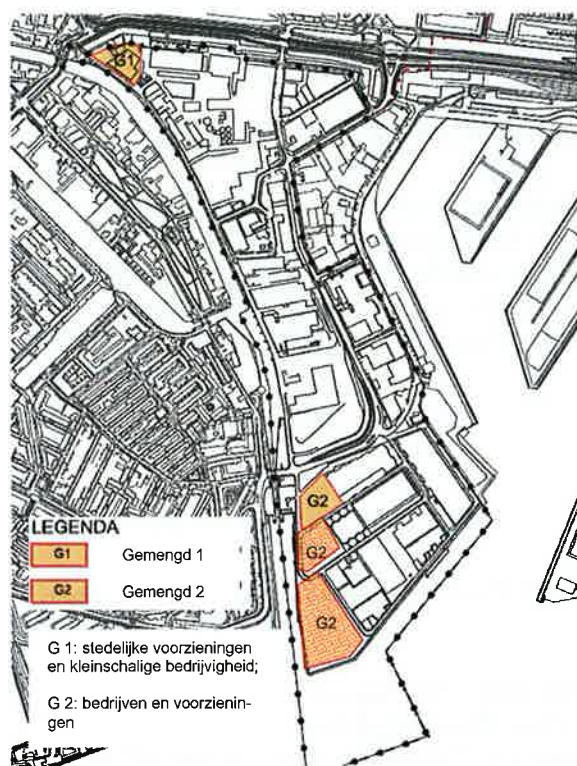 G1
G2
G2
G2
LEGENDA
G1 Gemengd 1
G2 Gemengd 2
G 1: stedelijke voorzieningen
en kleinschalige bedrijvigheid;
G 2: bedrijven en voorzienin-
gen